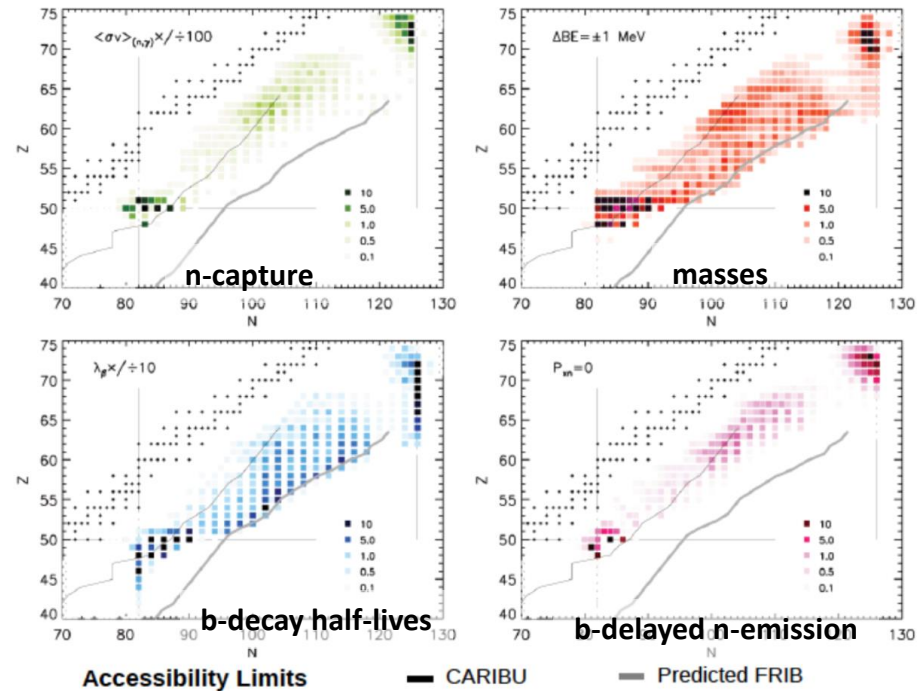 <σv>(n,γ)×/÷100
75
70
65
60
55
50
45
40
Z
10
5.0
1.0
0.5
0.1
n-capture
70 80 90 100 110 120 130
N
ΔBE=±1 MeV
75
70
65
60
55
50
45
40
Z
10
5.0
1.0
0.5
0.1
masses
70 80 90 100 110 120 130
N
λβ×/÷10
75
70
65
60
55
50
45
40
Z
10
5.0
1.0
0.5
0.1
b-decay half-lives
70 80 90 100 110 120 130
N
Pxn=0
75
70
65
60
55
50
45
40
Z
10
5.0
1.0
0.5
0.1
b-delayed n-emission
70 80 90 100 110 120 130
N
Accessibility Limits CARIBU Predicted FRIB